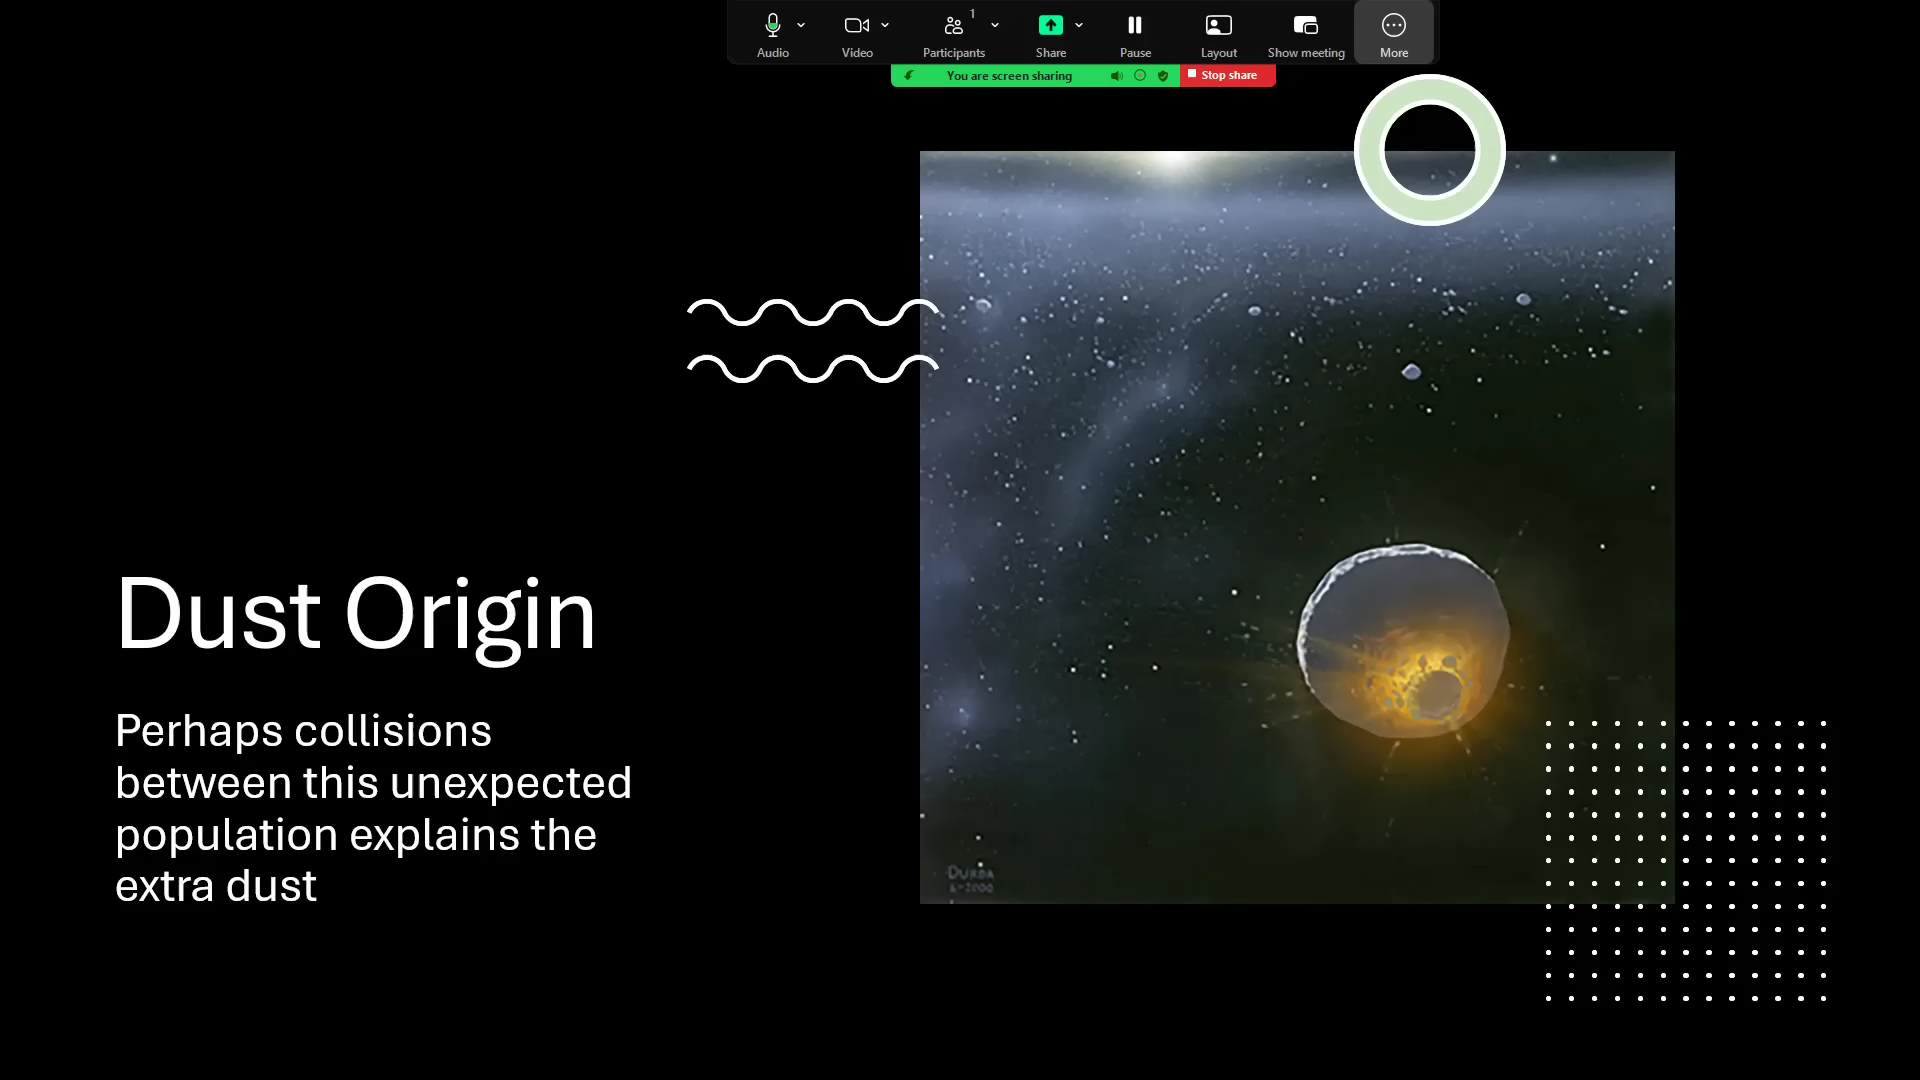 1
Audio
Video
Participants
Share
Pause
Layout
Show meeting
More
You are screen sharing
Stop share
Dust Origin
Perhaps collisions
between this unexpected
population explains the
extra dust
DURDA